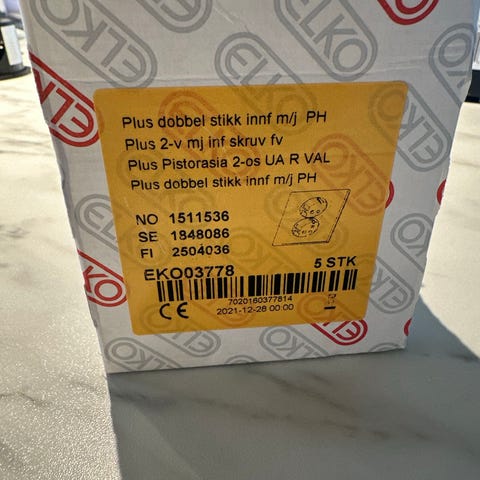 ELKO
Plus dobbel stikk innf m/j PH
Plus 2-v mj inf skruv fv
Plus Pistorasia 2-os UA R VAL
Plus dobbel stikk innf m/j PH
NO 1511536
SE 1848086
FI 2504036
EKO03778
5 STK
7020160377814
CE
2021-12-28 00:00